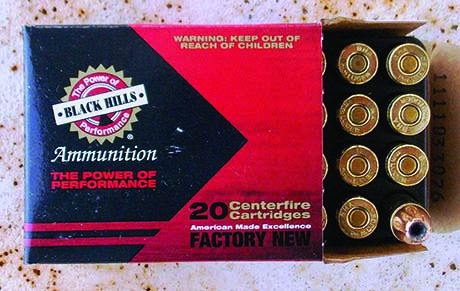 WARNING: KEEP OUT OF
REACH OF CHILDREN
The Power of
BLACK HILLS
Performance
®
Ammunition
THE POWER OF
PERFORMANCE
20 Centerfire
Cartridges
American Made Excellence
FACTORY NEW